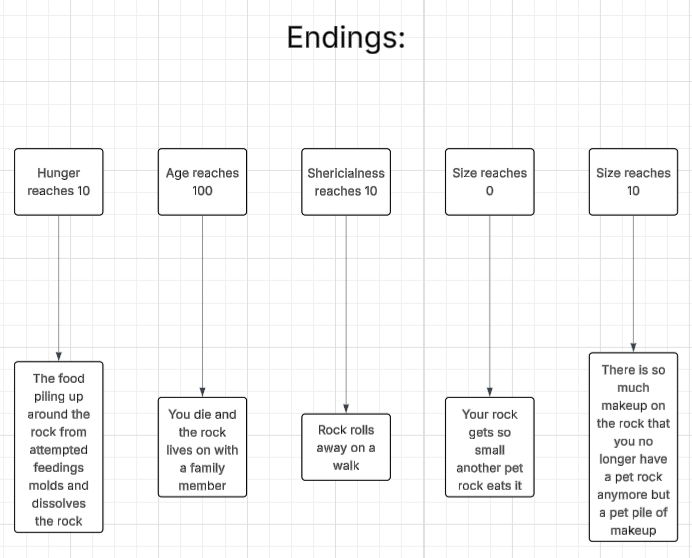 Endings:
Hunger
reaches 10
Age reaches
100
Shericialness
reaches 10
Size reaches
0
Size reaches
10
The food
piling up
around the
rock from
attempted
feedings
molds and
dissolves
the rock
You die and
the rock
lives on with
a family
member
Rock rolls
away on a
walk
Your rock
gets so
small
another pet
rock eats it
There is so
much
makeup on
the rock that
you no
longer have
a pet rock
anymore but
a pet pile of
makeup